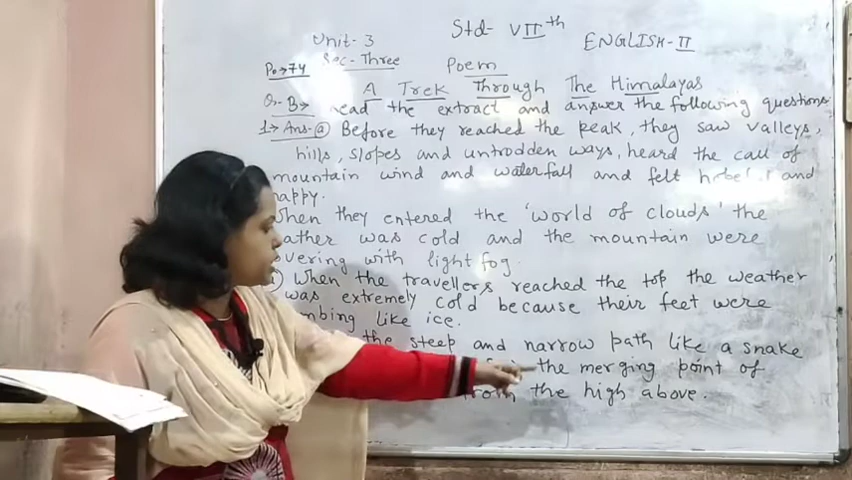 Unit-3 Std- VIIth ENGLISH-II
Sec-Three Poem
Po→74
A Trek Through The Himalayas
Q. B> Read the extract and answer the following questions
1→Ans-@ Before they reached the peak, they saw valleys,
hills, slopes and untrodden ways, heard the call of
mountain wind and waterfall and felt and
happy.
When they entered the 'world of clouds' the
was cold and the mountain were
with light fog.
When the travellers reached the top the weather
was extremely cold because their feet were
like ice.
the steep and narrow path like a snake
the merging point of
from the high above.